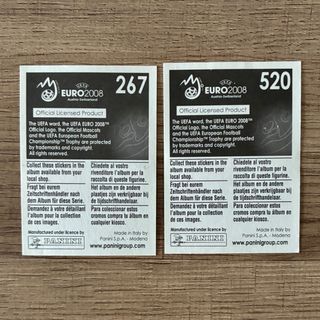 UEFA
EURO2008™
Austria-Switzerland
267
Official Licensed Product
The UEFA word, the UEFA EURO 2008™
Official Logo, the Official Mascots
and the UEFA European Football
Championship™ Trophy are protected
by trademarks and copyright.
All rights reserved.
Collect these stickers in the
album available from your
local shop.
Fragt bei eurem
Zeitschriftenhändler nach
dem Album für diese Serie.
Demandez à votre détaillant
l'album pour la collection
de ces images.
Chiedete al vostro
rivenditore l'album per la
raccolta di queste figurine.
Het album en de andere
plaatjes zijn verkrijgbaar bij
de tijdschrifthandelaar.
Para coleccionar estos
cromos compra tu álbum en
cualquier kiosco.
Manufactured under licence by
PANINI
Made in Italy by
Panini S.p.A. - Modena
www.paninigroup.com
UEFA
EURO2008™
Austria-Switzerland
520
Official Licensed Product
The UEFA word, the UEFA EURO 2008™
Official Logo, the Official Mascots
and the UEFA European Football
Championship™ Trophy are protected
by trademarks and copyright.
All rights reserved.
Collect these stickers in the
album available from your
local shop.
Fragt bei eurem
Zeitschriftenhändler nach
dem Album für diese Serie.
Demandez à votre détaillant
l'album pour la collection
de ces images.
Chiedete al vostro
rivenditore l'album per la
raccolta di queste figurine.
Het album en de andere
plaatjes zijn verkrijgbaar bij
de tijdschrifthandelaar.
Para coleccionar estos
cromos compra tu álbum en
cualquier kiosco.
Manufactured under licence by
PANINI
Made in Italy by
Panini S.p.A. - Modena
www.paninigroup.com